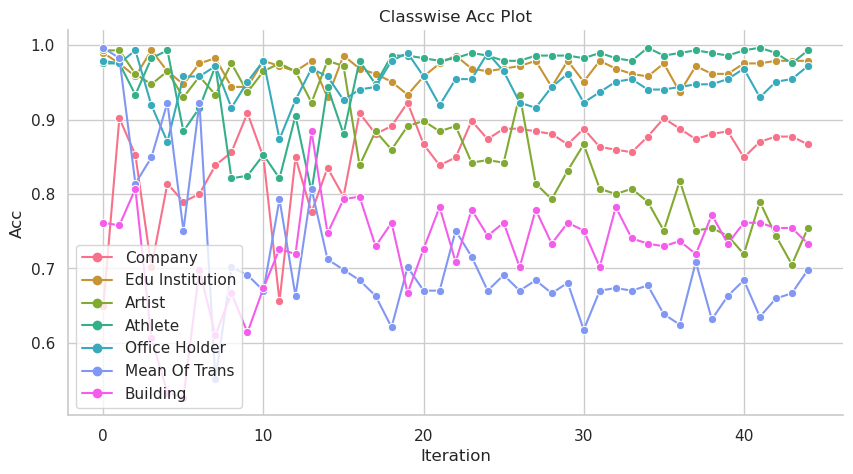 Classwise Acc Plot
1.0
0.9
0.8
0.7
0.6
Acc
Company
Edu Institution
Artist
Athlete
Office Holder
Mean Of Trans
Building
0 10 20 30 40
Iteration